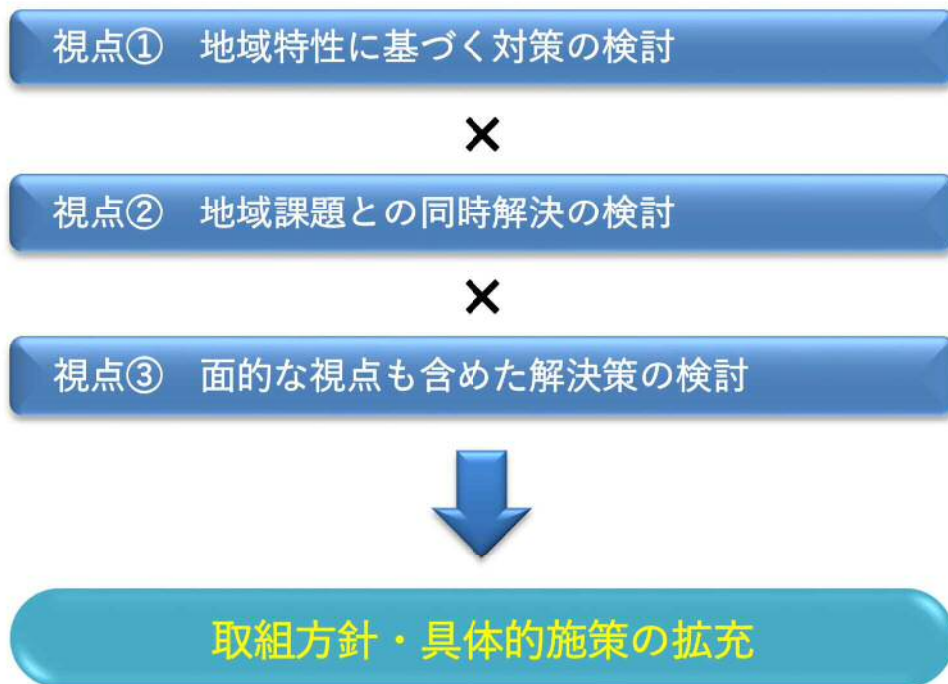 視点① 地域特性に基づく対策の検討
×
視点② 地域課題との同時解決の検討
×
視点③ 面的な視点も含めた解決策の検討
取組方針・具体的施策の拡充